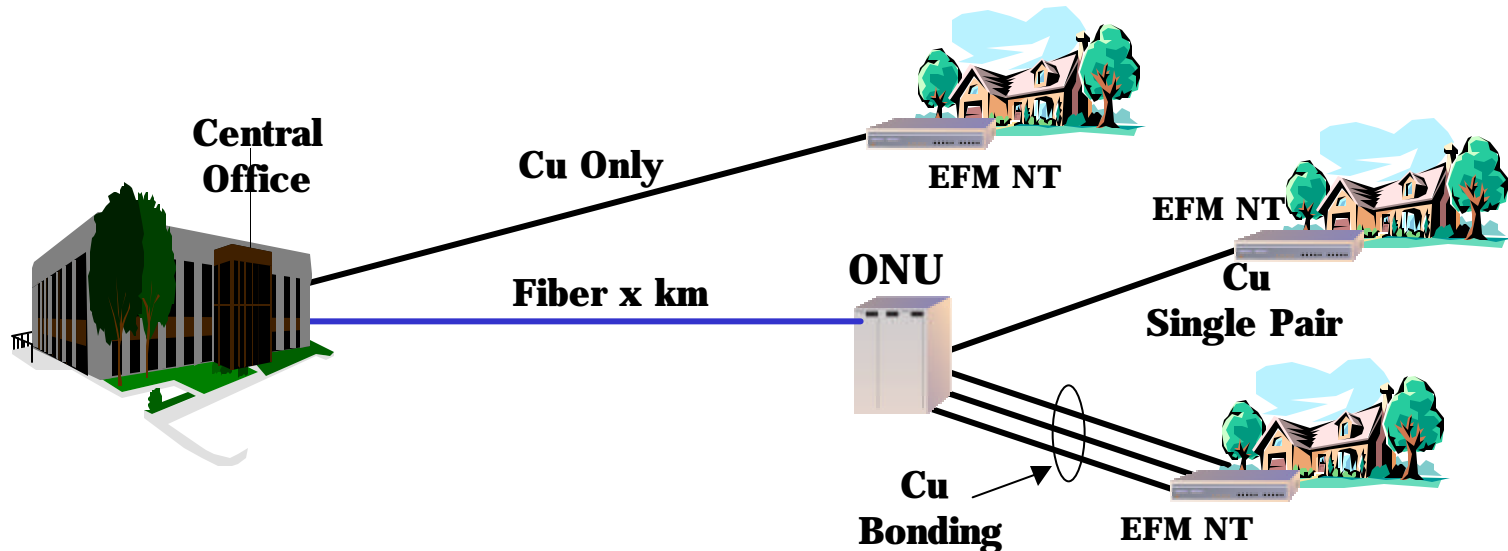 Central
Office
Cu Only
EFM NT
EFM NT
ONU
Cu
Single Pair
Fiber x km
Cu
Bonding
EFM NT